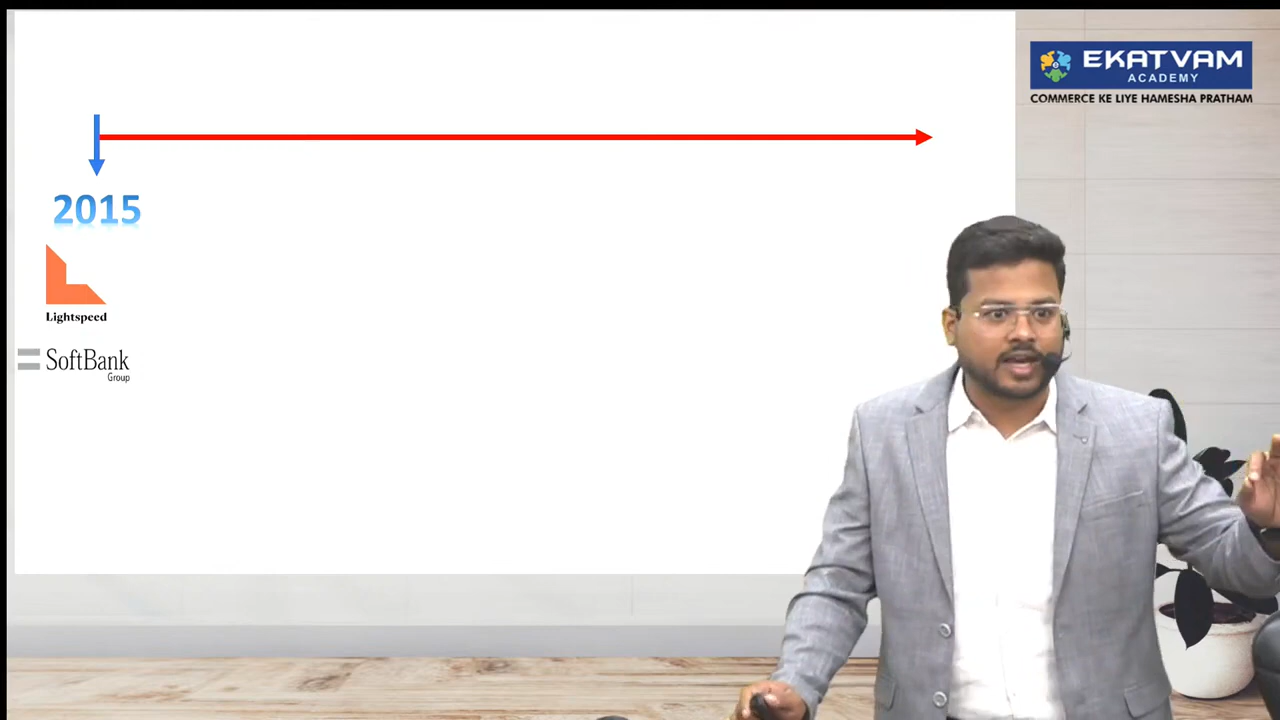 EKATVAM
ACADEMY
COMMERCE KE LIYE HAMESHA PRATHAM
2015
Lightspeed
SoftBank
Group